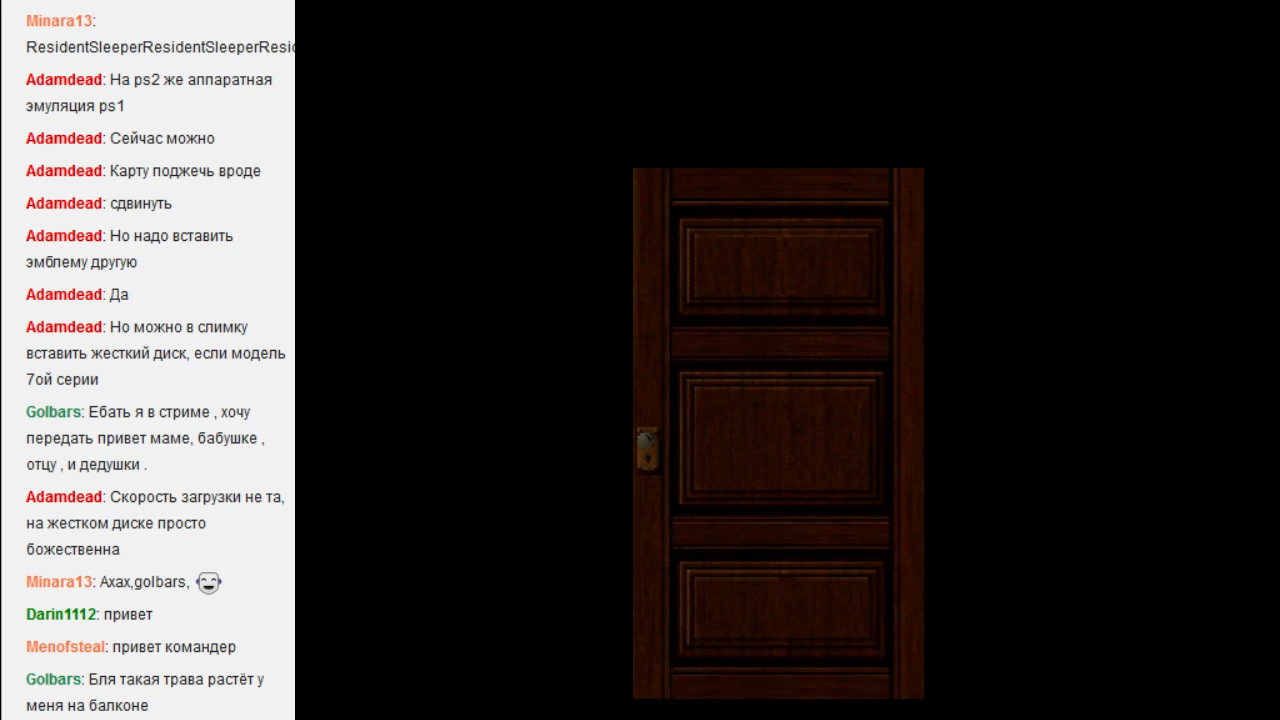 Minara13:
ResidentSleeperResidentSleeperResid
Adamdead: На ps2 же аппаратная
эмуляция ps1
Adamdead: Сейчас можно
Adamdead: Карту поджечь вроде
Adamdead: сдвинуть
Adamdead: Но надо вставить
эмблему другую
Adamdead: Да
Adamdead: Но можно в слимку
вставить жесткий диск, если модель
7ой серии
Golbars: Ебать я в стриме , хочу
передать привет маме, бабушке ,
отцу , и дедушки .
Adamdead: Скорость загрузки не та,
на жестком диске просто
божественна
Minara13: Ахах,golbars,
Darin1112: привет
Menofsteal: привет командер
Golbars: Бля такая трава растёт у
меня на балконе